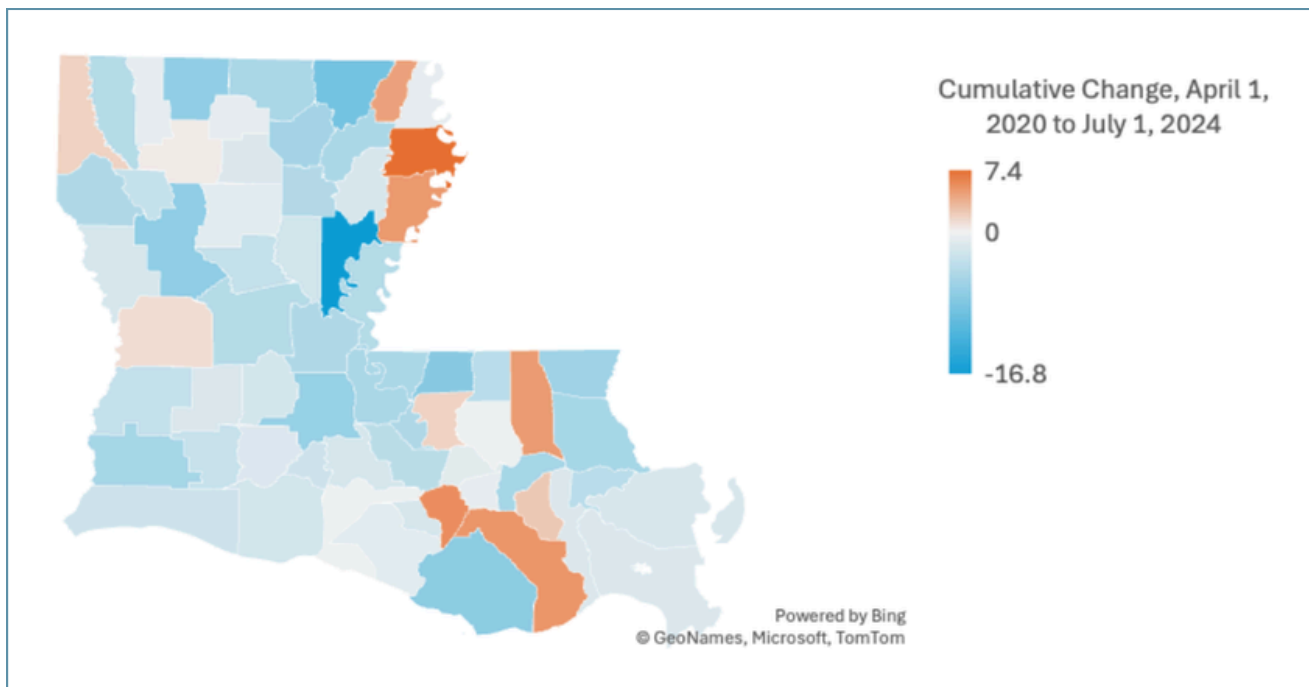 Cumulative Change, April 1,
2020 to July 1, 2024
7.4
0
-16.8
Powered by Bing
© GeoNames, Microsoft, TomTom